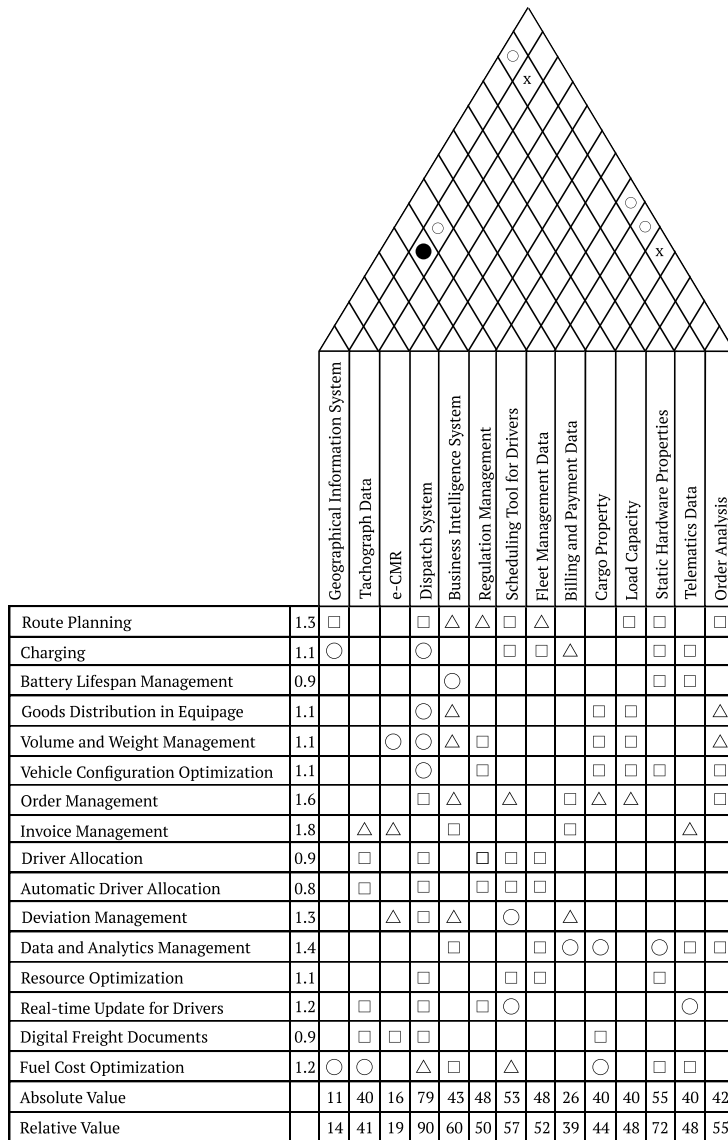 x
x
Geographical Information System
Tachograph Data
e-CMR
Dispatch System
Business Intelligence System
Regulation Management
Scheduling Tool for Drivers
Fleet Management Data
Billing and Payment Data
Cargo Property
Load Capacity
Static Hardware Properties
Telematics Data
Order Analysis
Route Planning 1.3
Charging 1.1
Battery Lifespan Management 0.9
Goods Distribution in Equipage 1.1
Volume and Weight Management 1.1
Vehicle Configuration Optimization 1.1
Order Management 1.6
Invoice Management 1.8
Driver Allocation 0.9
Automatic Driver Allocation 0.8
Deviation Management 1.3
Data and Analytics Management 1.4
Resource Optimization 1.1
Real-time Update for Drivers 1.2
Digital Freight Documents 0.9
Fuel Cost Optimization 1.2
Absolute Value 11 40 16 79 43 48 53 48 26 40 40 55 40 42
Relative Value 14 41 19 90 60 50 57 52 39 44 48 72 48 55